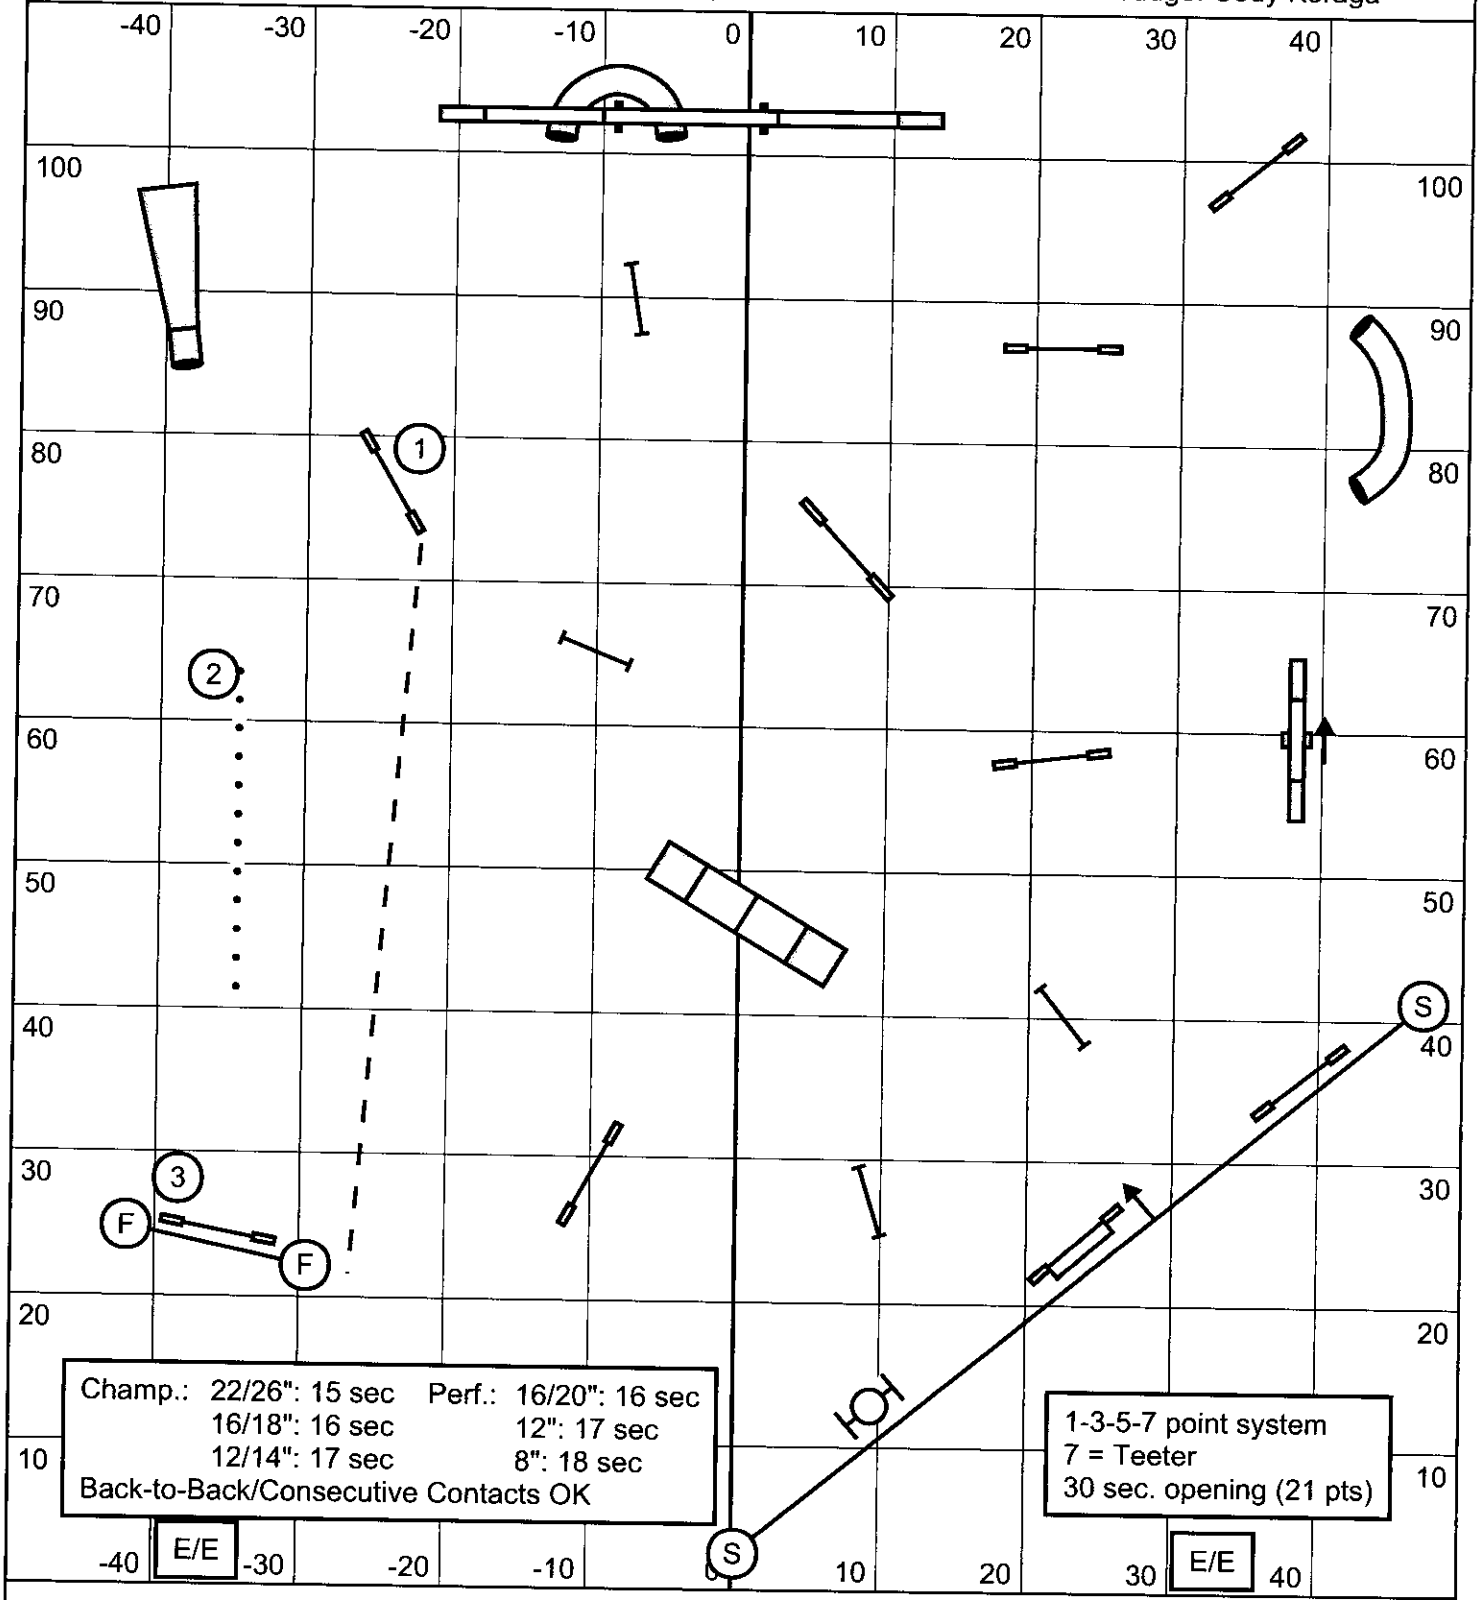 -40 -30 -20 -10 0 10 20 30 40
100 100
90 90
1
80 80
70 70
2
60 60
50 50
S
40 40
3
30 30
F
F
20 20
Champ.: 22/26": 15 sec Perf.: 16/20": 16 sec
16/18": 16 sec 12": 17 sec
12/14": 17 sec 8": 18 sec
Back-to-Back/Consecutive Contacts OK
1-3-5-7 point system
7 = Teeter
30 sec. opening (21 pts)
10 10
S
E/E E/E
-40 -30 -20 -10 0 10 20 30 40